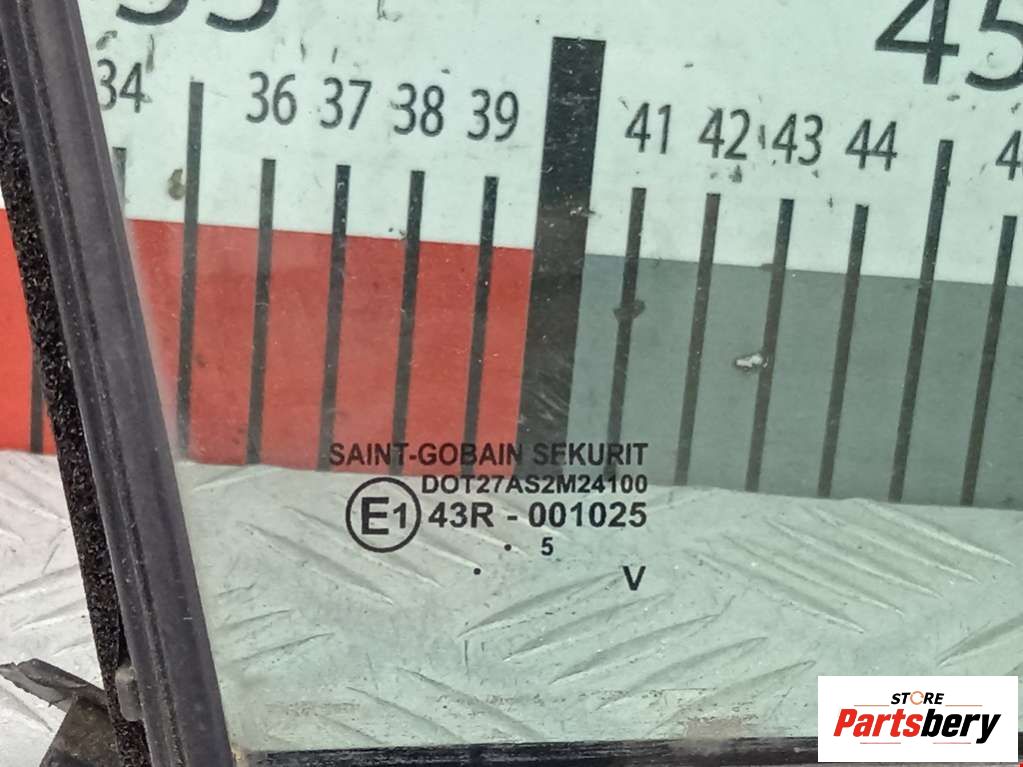 45
34 36 37 38 39 41 42 43 44
SAINT-GOBAIN SEKURIT
DOT27AS2M24100
E1 43R - 001025
. 5
.
V
STORE
Partsbery